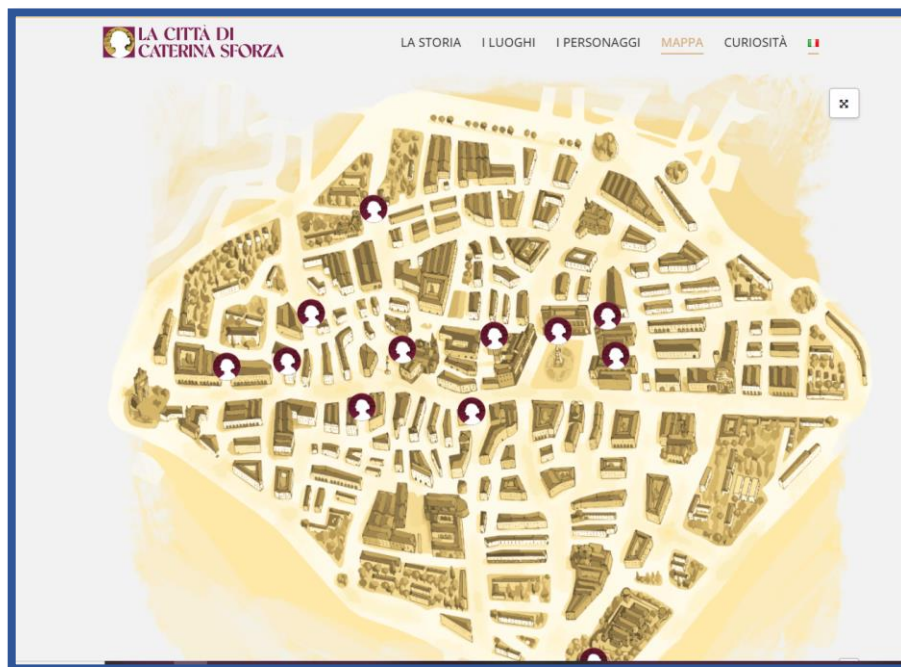 LA CITTÀ DI
CATERINA SFORZA
LA STORIA I LUOGHI I PERSONAGGI MAPPA CURIOSITÀ